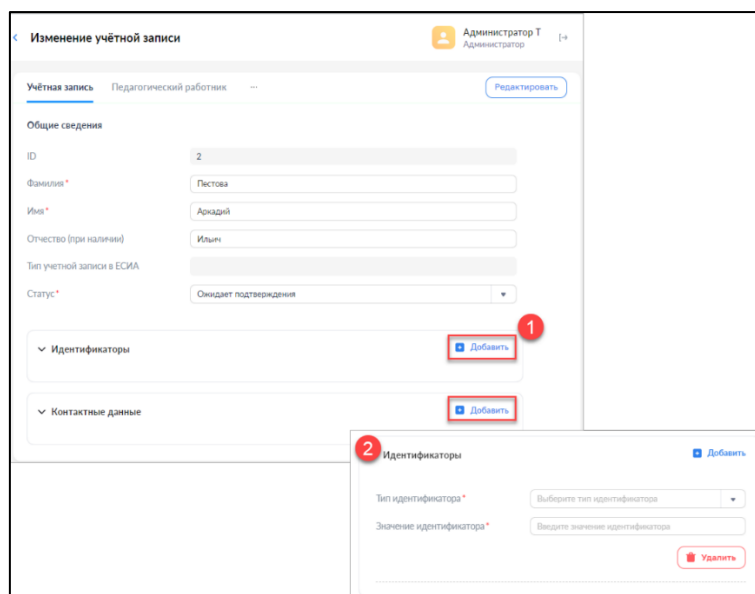 Изменение учётной записи
Администратор Т
Администратор
Учётная запись Педагогический работник ...
Редактировать
Общие сведения
ID 2
Фамилия* Пестова
Имя* Аркадий
Отчество (при наличии) Ильич
Тип учетной записи в ЕСИА
Статус* Ожидает подтверждения
1
Идентификаторы Добавить
Контактные данные Добавить
2
Идентификаторы Добавить
Тип идентификатора* Выберите тип идентификатора
Значение идентификатора* Введите значение идентификатора
Удалить